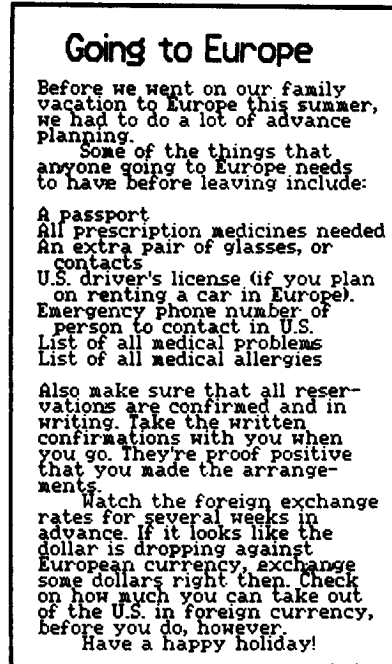 Going to Europe
Before we went on our family
vacation to Europe this summer,
we had to do a lot of advance
planning.
Some of the things that
anyone going to Europe needs
to have before leaving include:
A passport
All prescription medicines needed
An extra pair of glasses, or
contacts
U.S. driver's license (if you plan
on renting a car in Europe).
Emergency phone number of
person to contact in U.S.
List of all medical problems
List of all medical allergies
Also make sure that all reser-
vations are confirmed and in
writing. Take the written
confirmations with you when
you go. They're proof positive
that you made the arrange-
ments.
Watch the foreign exchange
rates for several weeks in
advance. If it looks like the
dollar is dropping against
European currency, exchange
some dollars right then. Check
on how much you can take out
of the U.S. in foreign currency,
before you do, however.
Have a happy holiday!